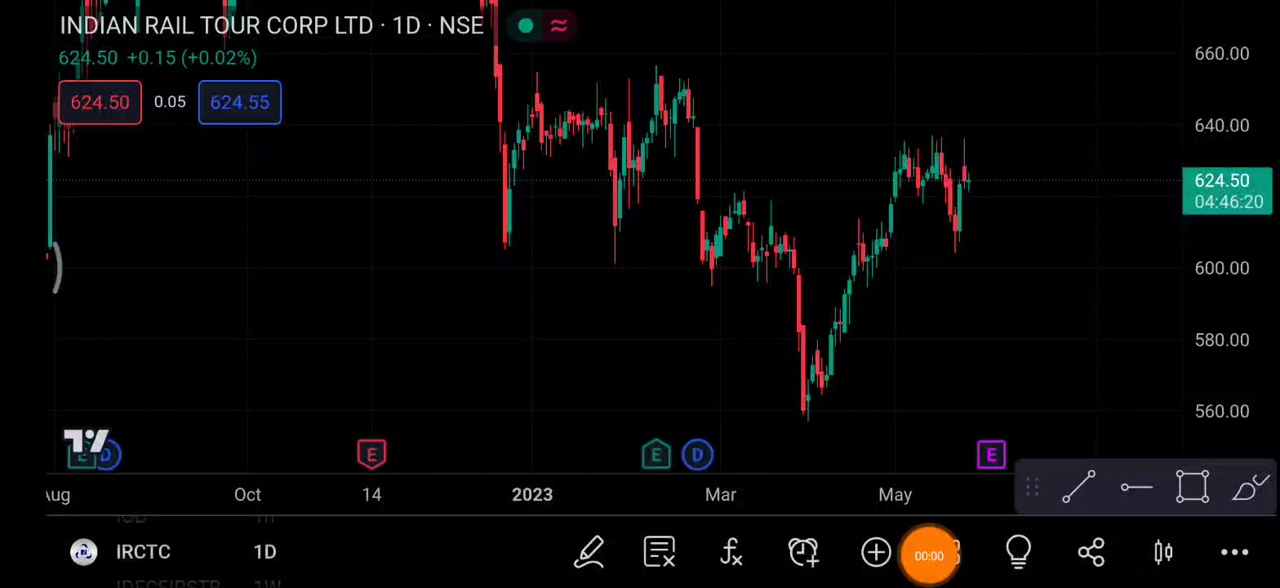 INDIAN RAIL TOUR CORP LTD · 1D · NSE
624.50 +0.15 (+0.02%)
624.50 0.05 624.55
660.00
640.00
624.50
04:46:20
600.00
580.00
560.00
E D E E D E
Aug Oct 14 2023 Mar May
IRCTC 1D
00:00